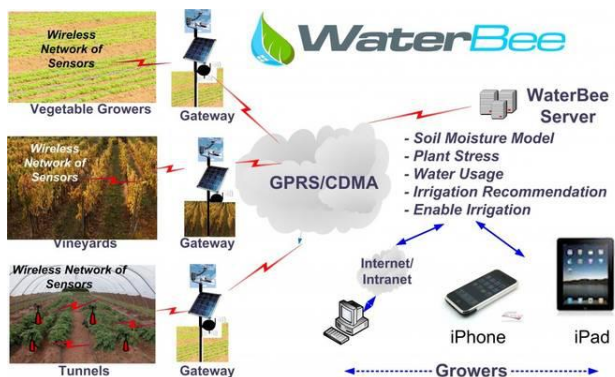 WaterBee
Wireless
Network of
Sensors
Vegetable Growers
Gateway
WaterBee
Server
- Soil Moisture Model
- Plant Stress
- Water Usage
- Irrigation Recommendation
- Enable Irrigation
Wireless
Network of
Sensors
Vineyards
Gateway
GPRS/CDMA
Wireless Network of
Sensors
Tunnels
Gateway
Internet/
Intranet
iPhone
iPad
Growers